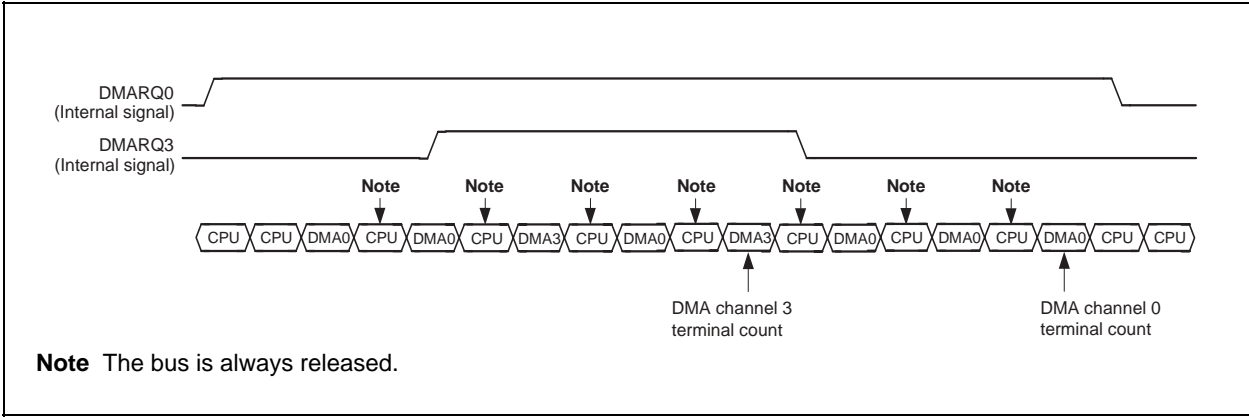 DMARQ0
(Internal signal)
DMARQ3
(Internal signal)
Note Note Note Note Note Note Note
CPU CPU DMA0 CPU DMA0 CPU DMA3 CPU DMA0 CPU DMA3 CPU DMA0 CPU DMA0 CPU DMA0 CPU CPU
DMA channel 3
terminal count
DMA channel 0
terminal count
Note The bus is always released.